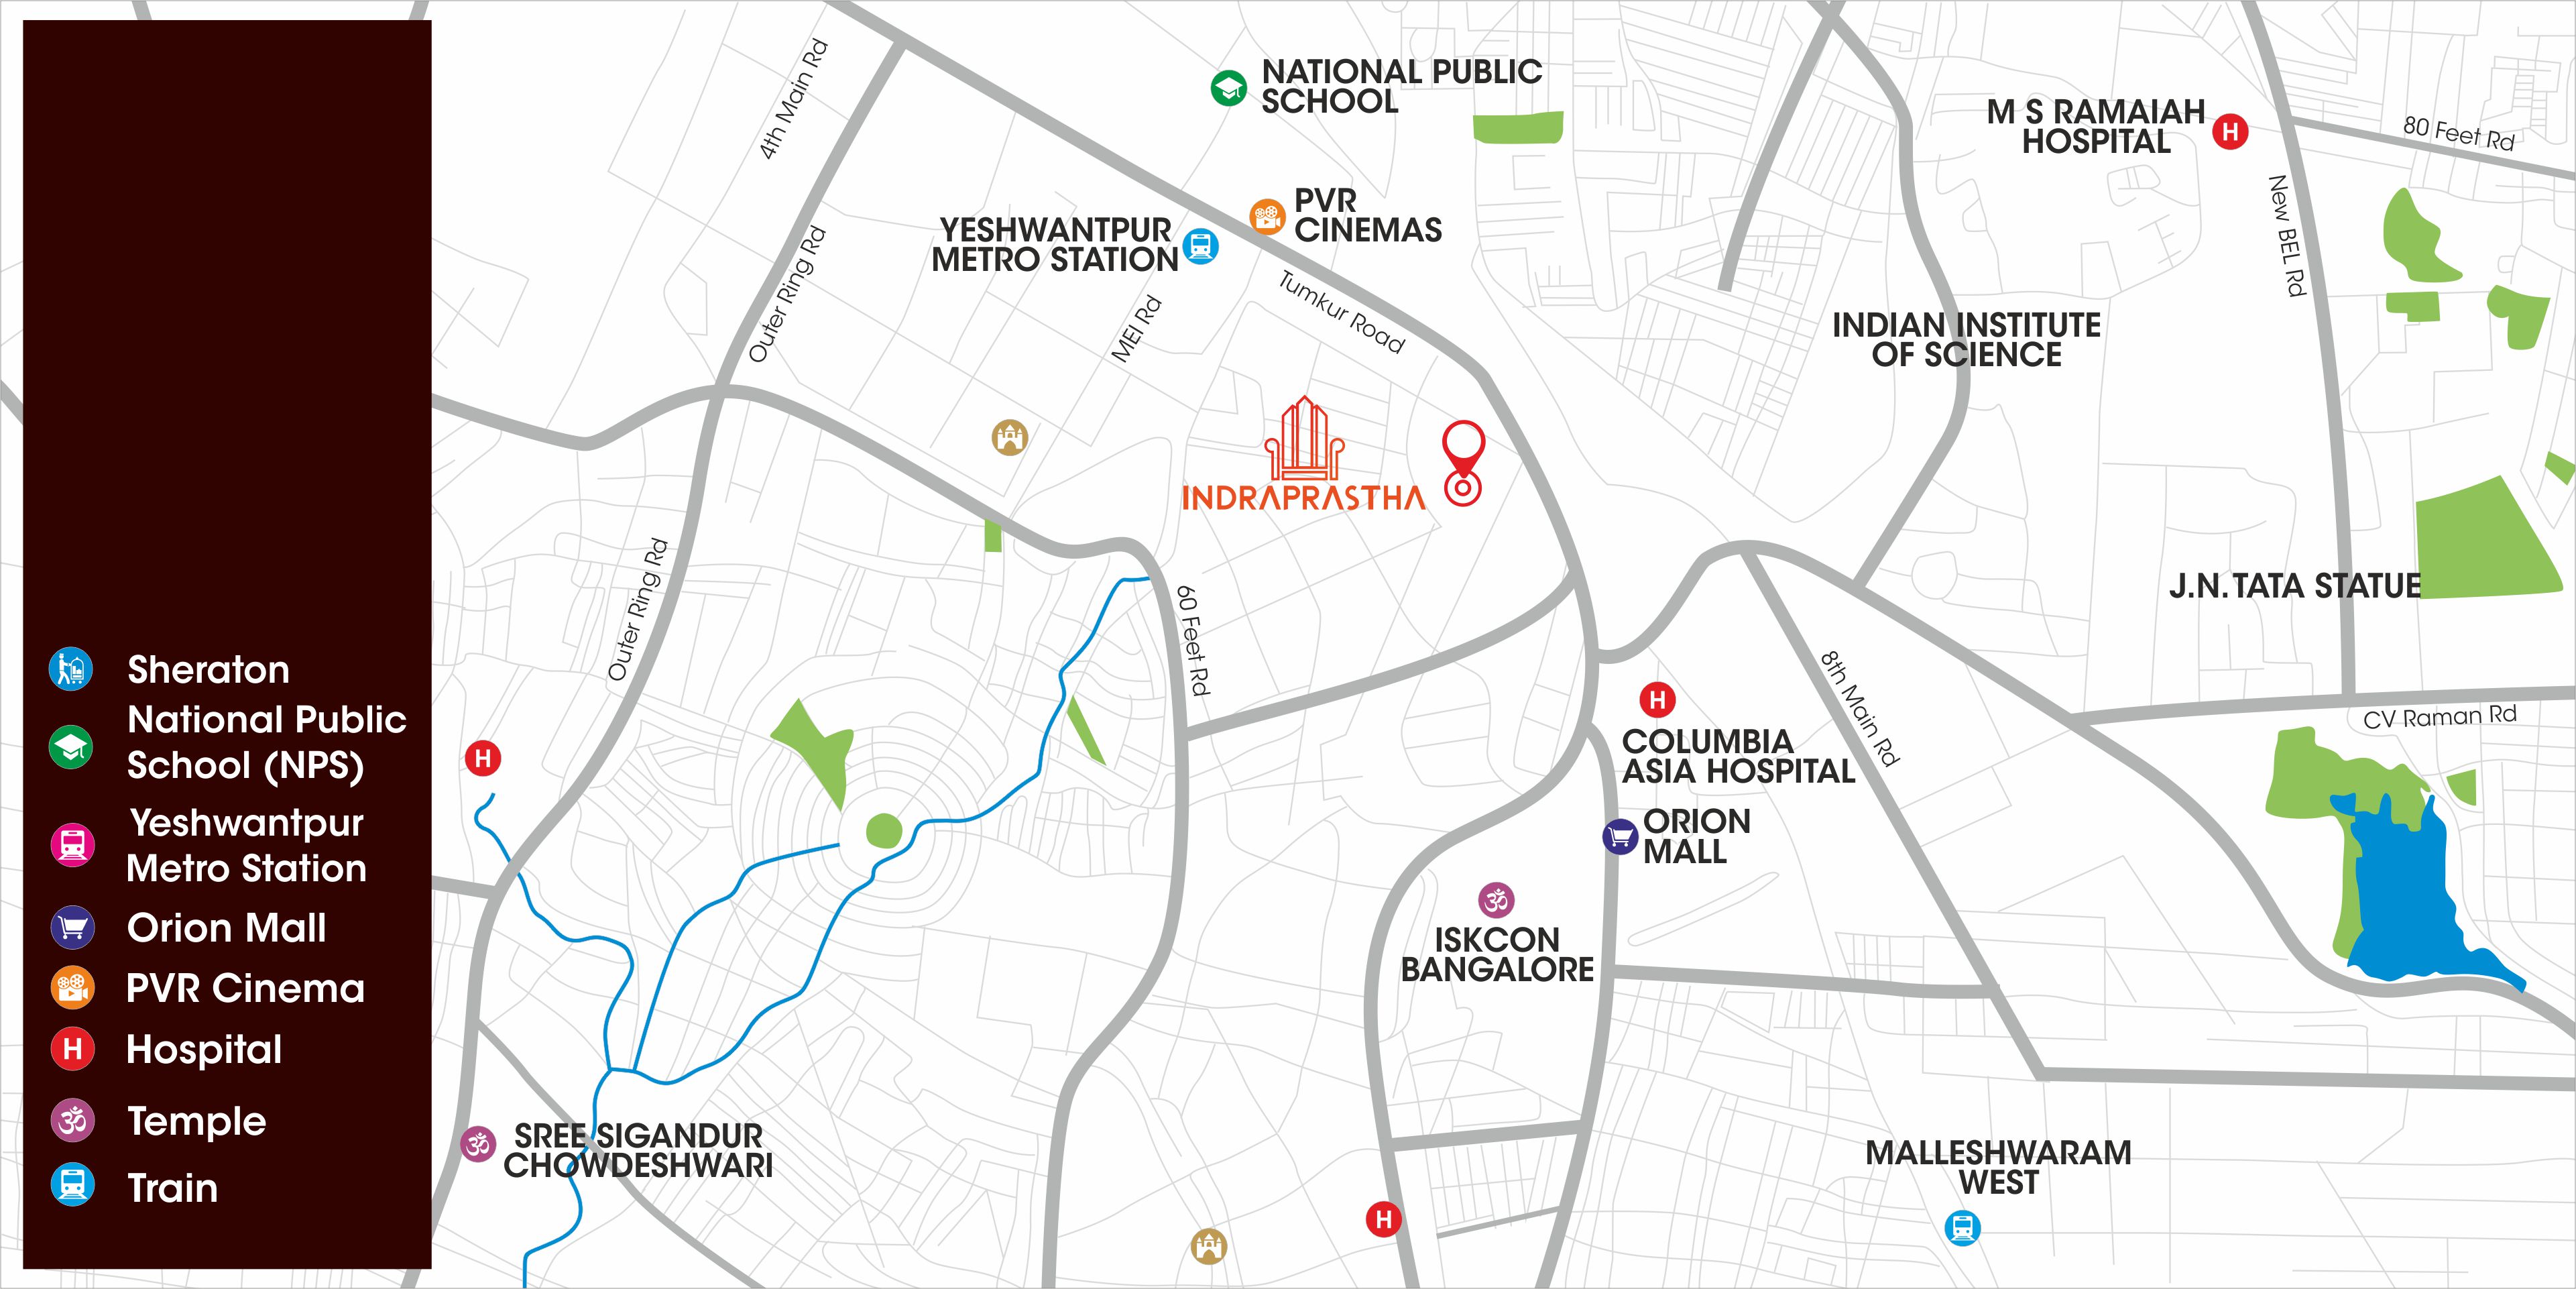 Sheraton
National Public
School (NPS)
Yeshwantpur
Metro Station
Orion Mall
PVR Cinema
H
Hospital
ॐ
Temple
Train
4th Main Rd
NATIONAL PUBLIC
SCHOOL
M S RAMAIAH
HOSPITAL
H
80 Feet Rd
PVR
CINEMAS
YESHWANTPUR
METRO STATION
New BEL Rd
Outer Ring Rd
MEI Rd
Tumkur Road
INDIAN INSTITUTE
OF SCIENCE
INDRAPRASTHA
J.N. TATA STATUE
Outer Ring Rd
60 Feet Rd
8th Main Rd
CV Raman Rd
H
H
COLUMBIA
ASIA HOSPITAL
ORION
MALL
ॐ
ISKCON
BANGALORE
ॐ
SREE SIGANDUR
CHOWDESHWARI
MALLESHWARAM
WEST
H